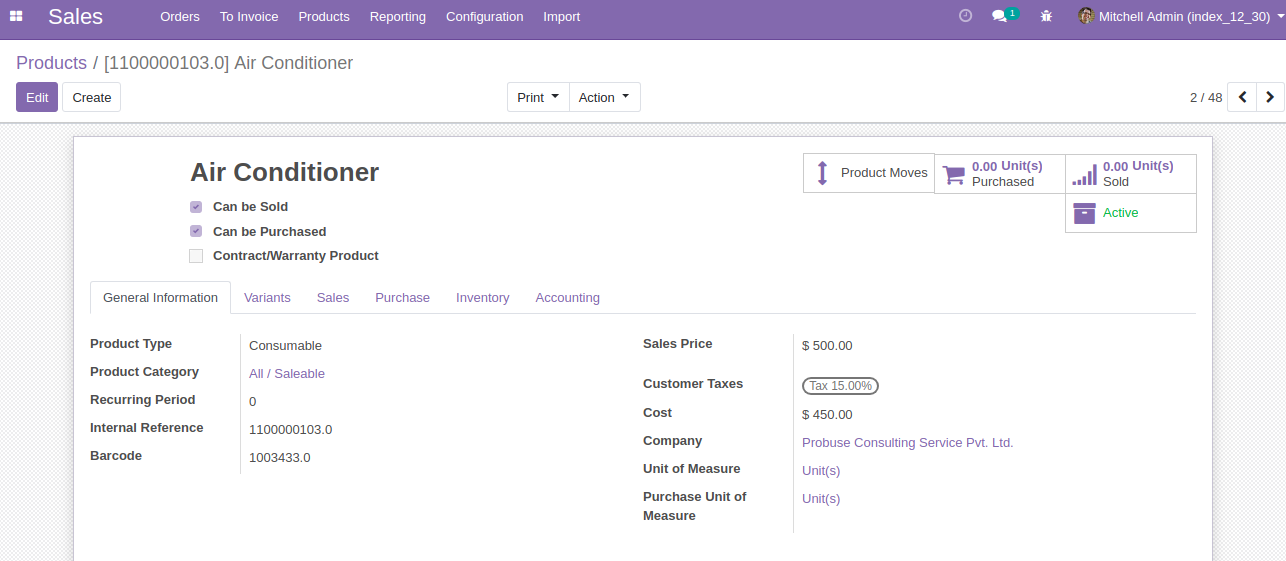 Sales Orders To Invoice Products Reporting Configuration Import 1 Mitchell Admin (index_12_30)
Products / [1100000103.0] Air Conditioner
Edit Create Print Action 2 / 48
Air Conditioner
Product Moves
0.00 Unit(s)
Purchased
0.00 Unit(s)
Sold
Active
Can be Sold
Can be Purchased
Contract/Warranty Product
General Information Variants Sales Purchase Inventory Accounting
Product Type Consumable
Product Category All / Saleable
Recurring Period 0
Internal Reference 1100000103.0
Barcode 1003433.0
Sales Price $ 500.00
Customer Taxes Tax 15.00%
Cost $ 450.00
Company Probuse Consulting Service Pvt. Ltd.
Unit of Measure Unit(s)
Purchase Unit of Unit(s)
Measure